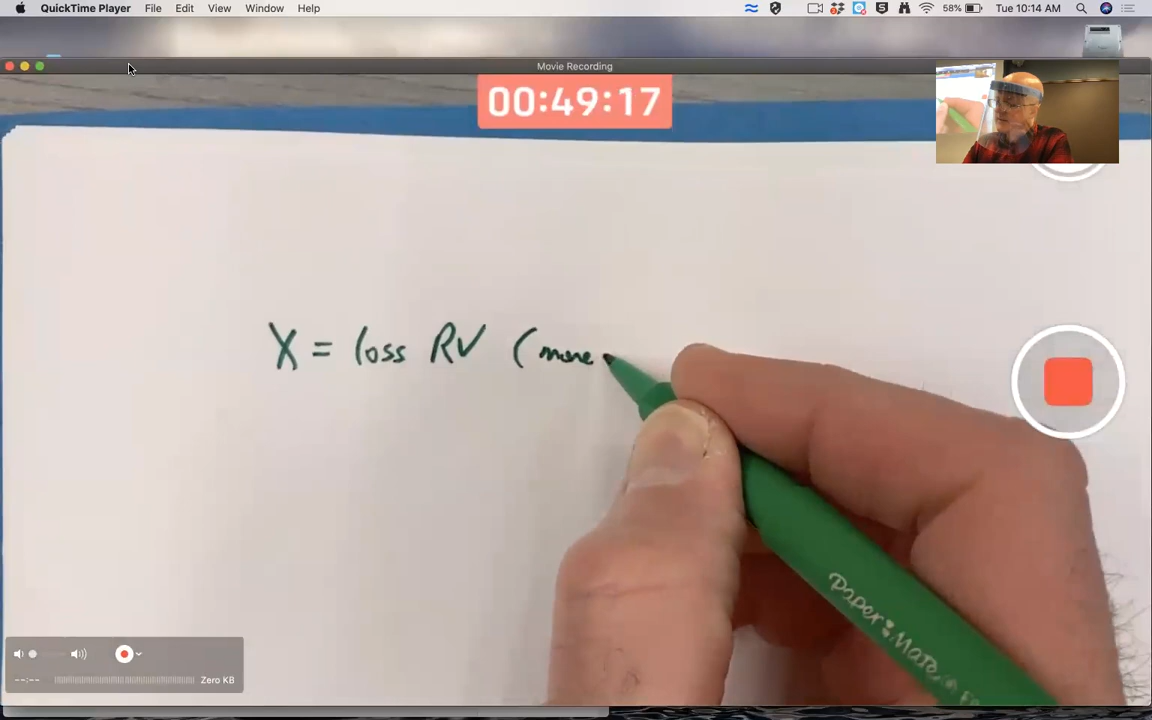 QuickTime Player File Edit View Window Help 58% Tue 10:14 AM
Movie Recording
00:49:17
X = loss RV (mone
Paper Mate
--:-- Zero KB